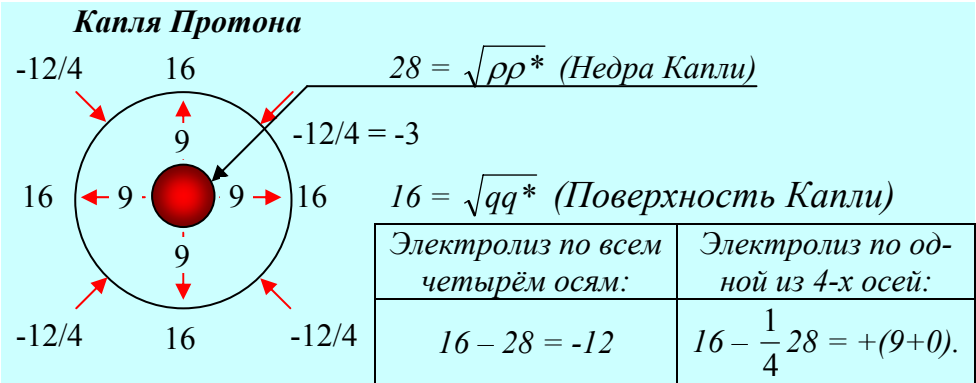 Капля Протона
-12/4 16 28 = √ρρ* (Недра Капли)
9 -12/4 = -3
16 9 9 16 16 = √qq* (Поверхность Капли)
9
-12/4 16 -12/4
Электролиз по всем четырём осям:
Электролиз по од-
ной из 4-х осей:
16 – 28 = -12
16 – 1/4 28 = +(9+0).